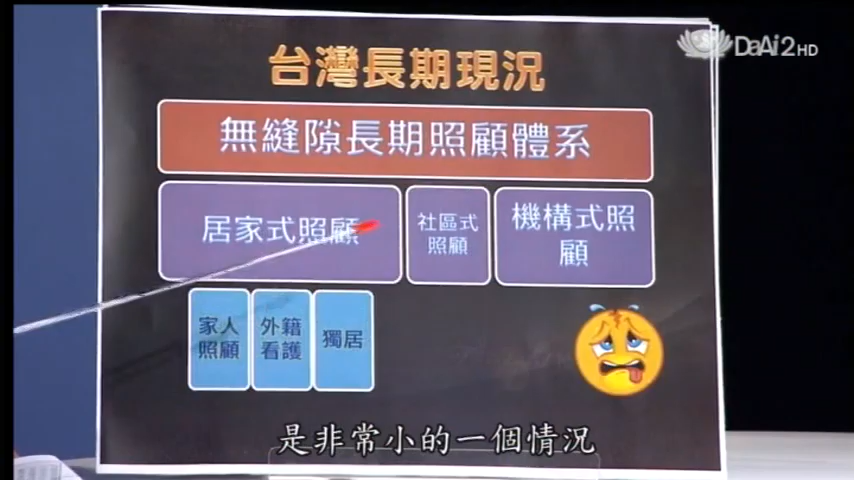 DaAi2HD
台灣長期現況
無縫隙長期照顧體系
居家式照顧
社區式
照顧
機構式照
顧
家人
照顧
外籍
看護
獨居
是非常小的一個情況